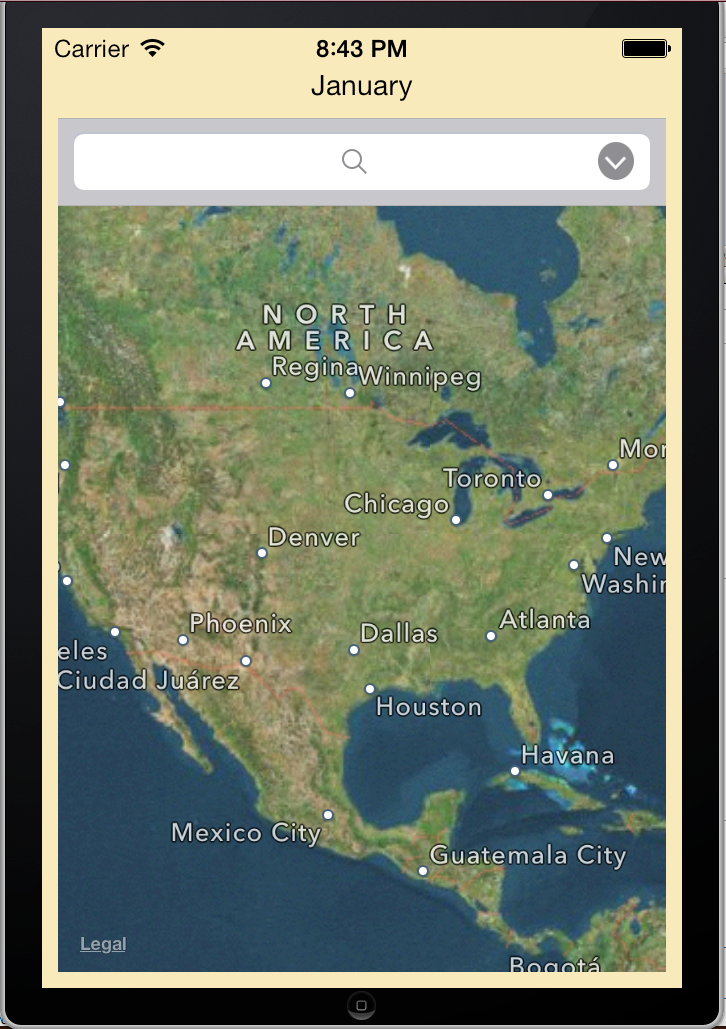 Carrier 8:43 PM
January
NORTH
AMERICA
Regina
Winnipeg
Mor
Toronto
Chicago
Denver
New
Washin
Phoenix
Atlanta
Dallas
eles
Ciudad Juárez
Houston
Havana
Mexico City
Guatemala City
Legal
Bogotá